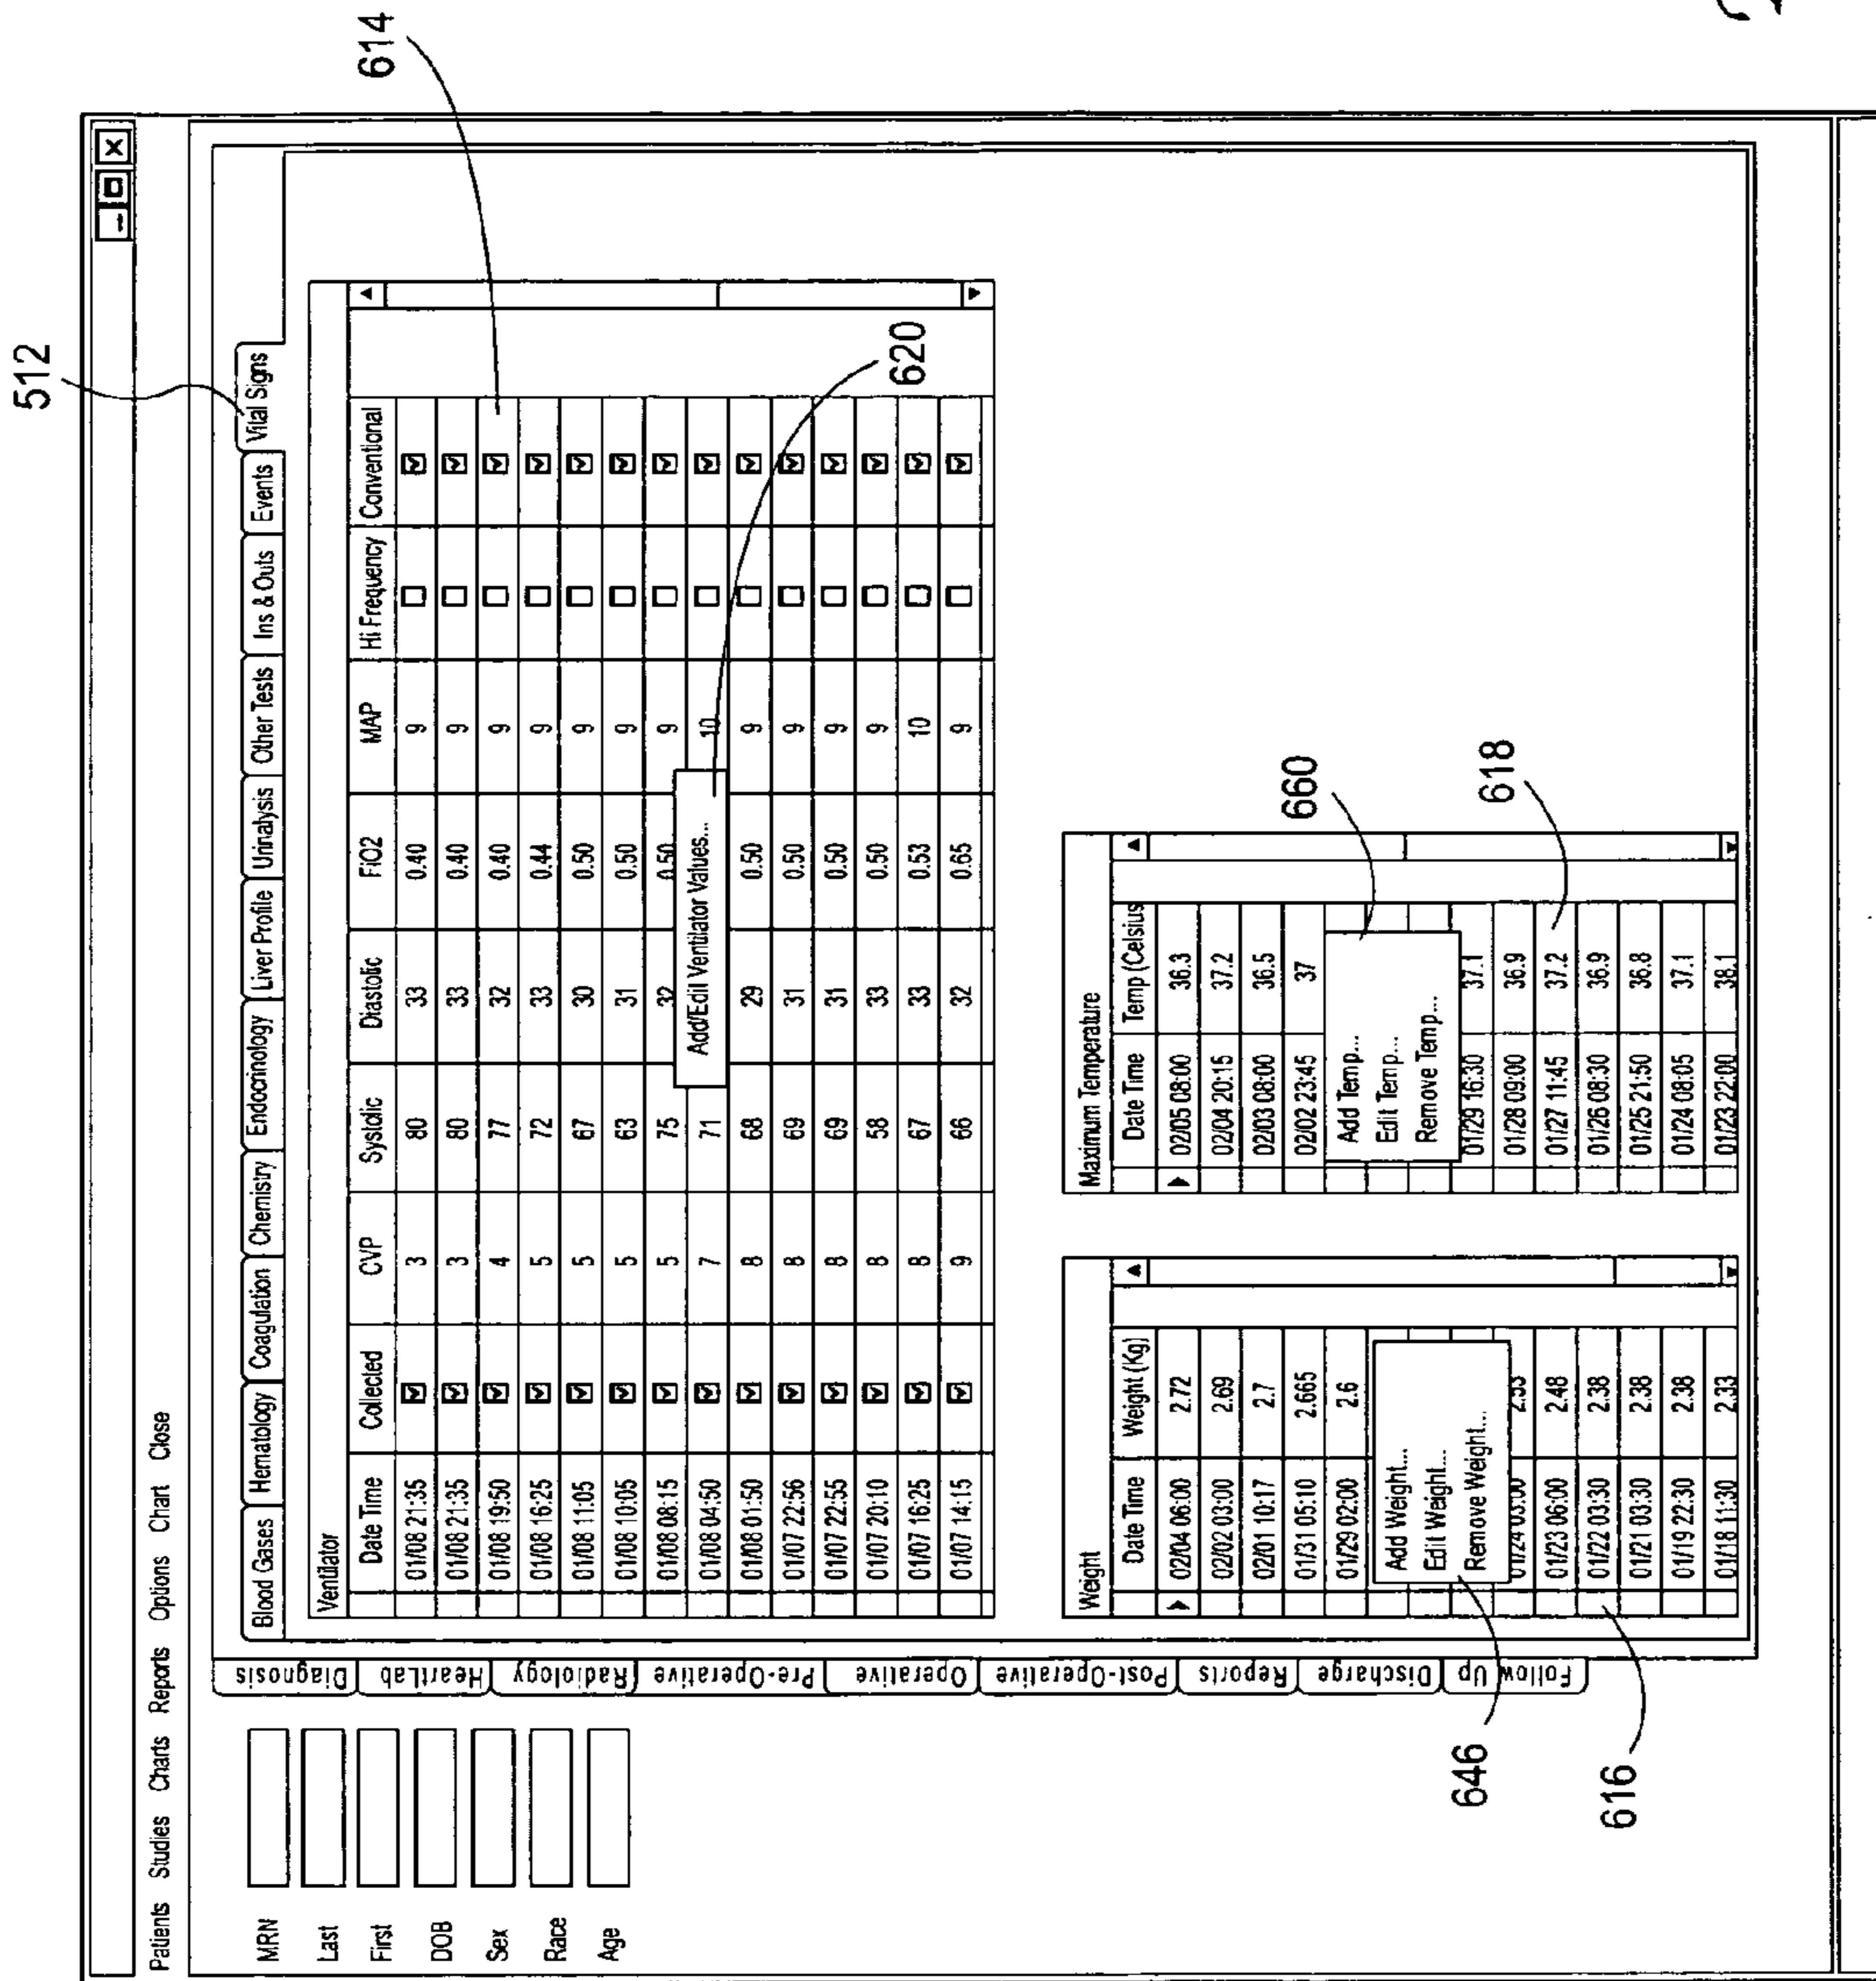 512
Patients Studies Charts Reports Options Chart Close
MRN
Last
First
DOB
Sex
Race
Age
Diagnosis
HeartLab
Radiology
Pre-Operative
Operative
Post-Operative
Reports
Discharge
Follow Up
Blood Gases Hematology Coagulation Chemistry Endocrinology Liver Profile Urinalysis Other Tests Ins & Outs Events Vital Signs
Ventilator
Date Time Collected CVP Systolic Diastolic FiO2 MAP Hi Frequency Conventional
01/08 21:35 3 80 33 0.40 9
01/08 21:35 3 80 33 0.40 9
01/08 19:50 4 77 32 0.40 9
01/08 16:25 5 72 33 0.44 9
01/08 11:05 5 67 30 0.50 9
01/08 10:05 5 63 31 0.50 9
01/08 08:15 5 75 32 0.50 9
01/08 04:50 7 71 10
Add/Edil Ventilator Values...
01/08 01:50 8 68 29 0.50 9
01/07 22:56 8 69 31 0.50 9
01/07 22:55 8 69 31 0.50 9
01/07 20:10 8 58 33 0.50 9
01/07 16:25 8 67 33 0.53 10
01/07 14:15 9 66 32 0.65 9
614
620
Weight
Date Time Weight (Kg)
02/04 06:00 2.72
02/02 03:00 2.69
02/01 10:17 2.7
01/31 05:10 2.665
01/29 02:00 2.6
Add Weight...
Edit Weight...
Remove Weight...
01/24 03:00 2.53
01/23 06:00 2.48
01/22 03:30 2.38
01/21 03:30 2.38
01/19 22:30 2.38
01/18 11:30 2.33
646
616
Maximum Temperature
Date Time Temp (Celsius
02/05 08:00 36.3
02/04 20:15 37.2
02/03 08:00 36.5
02/02 23:45 37
Add Temp...
Edit Temp...
Remove Temp...
01/29 16:30 37.1
01/28 09:00 36.9
01/27 11:45 37.2
01/26 08:30 36.9
01/25 21:50 36.8
01/24 08:05 37.1
01/23 22:00 38.1
660
618